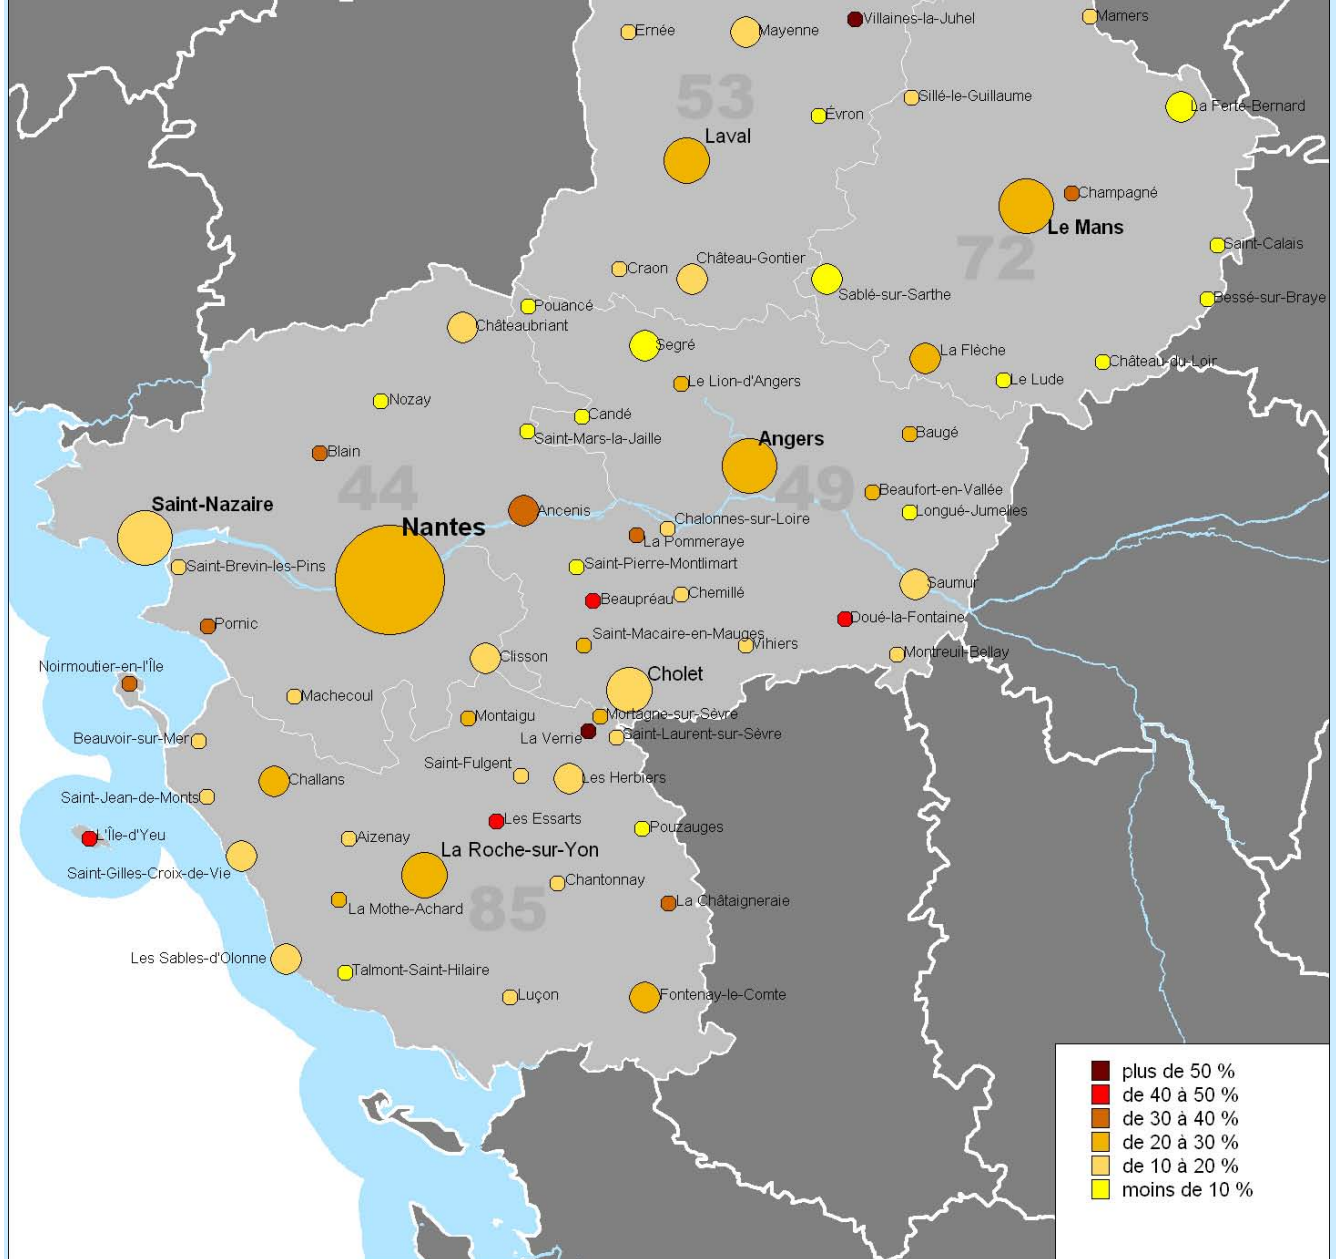 Ernée
Mayenne
Villaines-la-Juhel
Mamers
53
Sillé-le-Guillaume
La Ferté-Bernard
Évron
Laval
Champagné
Le Mans
72
Saint-Calais
Craon
Château-Gontier
Sablé-sur-Sarthe
Bessé-sur-Braye
Pouancé
Châteaubriant
Segré
La Flèche
Château-du-Loir
Le Lude
Le Lion-d'Angers
Nozay
Candé
Saint-Mars-la-Jaille
Baugé
Angers
Blain
44
49
Beaufort-en-Vallée
Longué-Jumelles
Saint-Nazaire
Nantes
Ancenis
Chalonnes-sur-Loire
La Pommeraye
Saint-Brevin-les-Pins
Saint-Pierre-Montlimart
Saumur
Beaupréau
Chemillé
Doué-la-Fontaine
Pornic
Saint-Macaire-en-Mauges
Vihiers
Montreuil-Bellay
Clisson
Noirmoutier-en-l'Île
Cholet
Machecoul
Montaigu
Mortagne-sur-Sèvre
La Verrie
Saint-Laurent-sur-Sèvre
Beauvoir-sur-Mer
Saint-Fulgent
Les Herbiers
Challans
Saint-Jean-de-Monts
Les Essarts
Pouzauges
L'Île-d'Yeu
Aizenay
La Roche-sur-Yon
Saint-Gilles-Croix-de-Vie
Chantonnay
La Mothe-Achard
85
La Châtaigneraie
Les Sables-d'Olonne
Talmont-Saint-Hilaire
Luçon
Fontenay-le-Comte
plus de 50 %
de 40 à 50 %
de 30 à 40 %
de 20 à 30 %
de 10 à 20 %
moins de 10 %